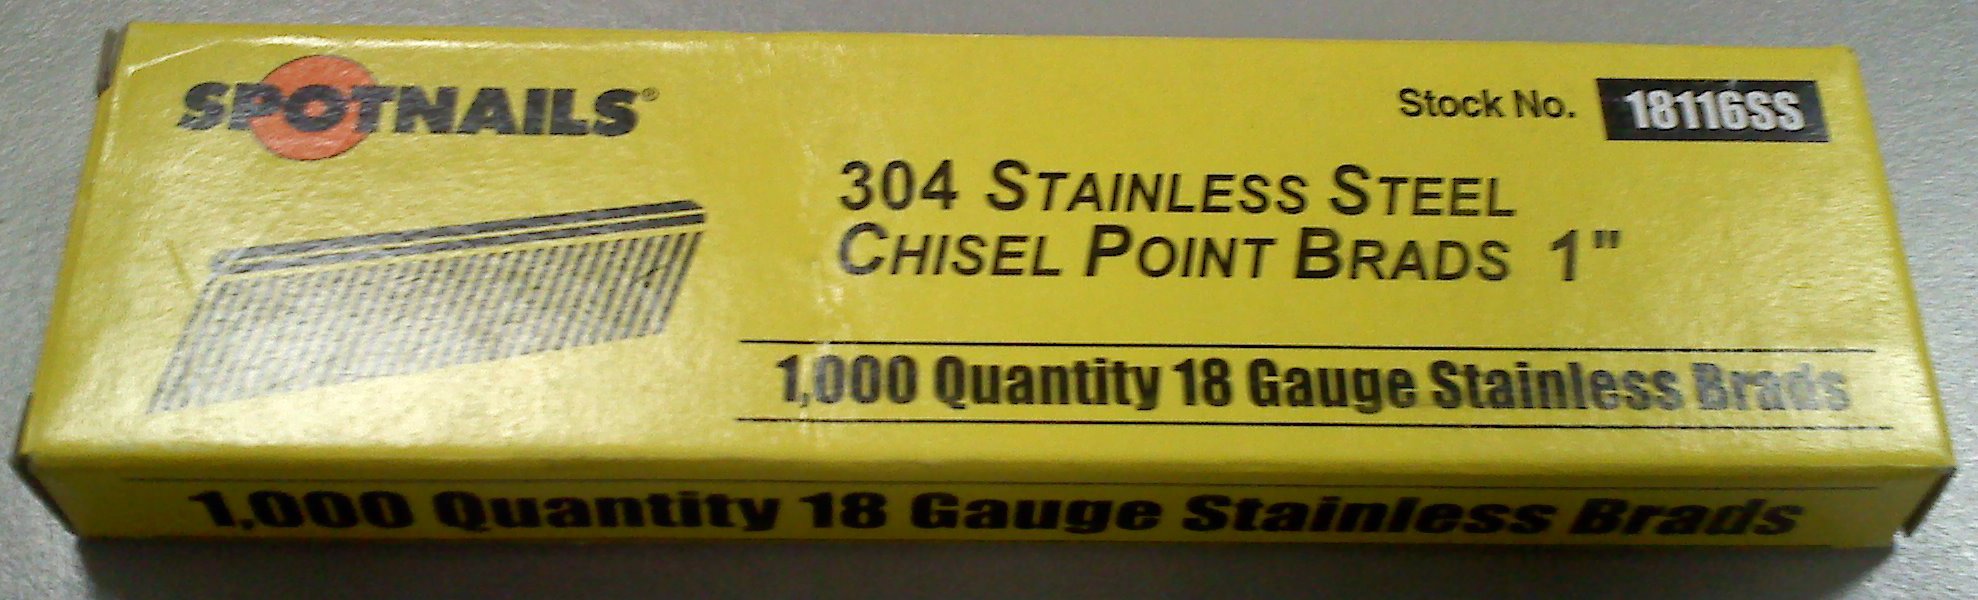 SPOTNAILS®
Stock No. 18116SS
304 STAINLESS STEEL
CHISEL POINT BRADS 1"
1,000 Quantity 18 Gauge Stainless Brads
1,000 Quantity 18 Gauge Stainless Brads